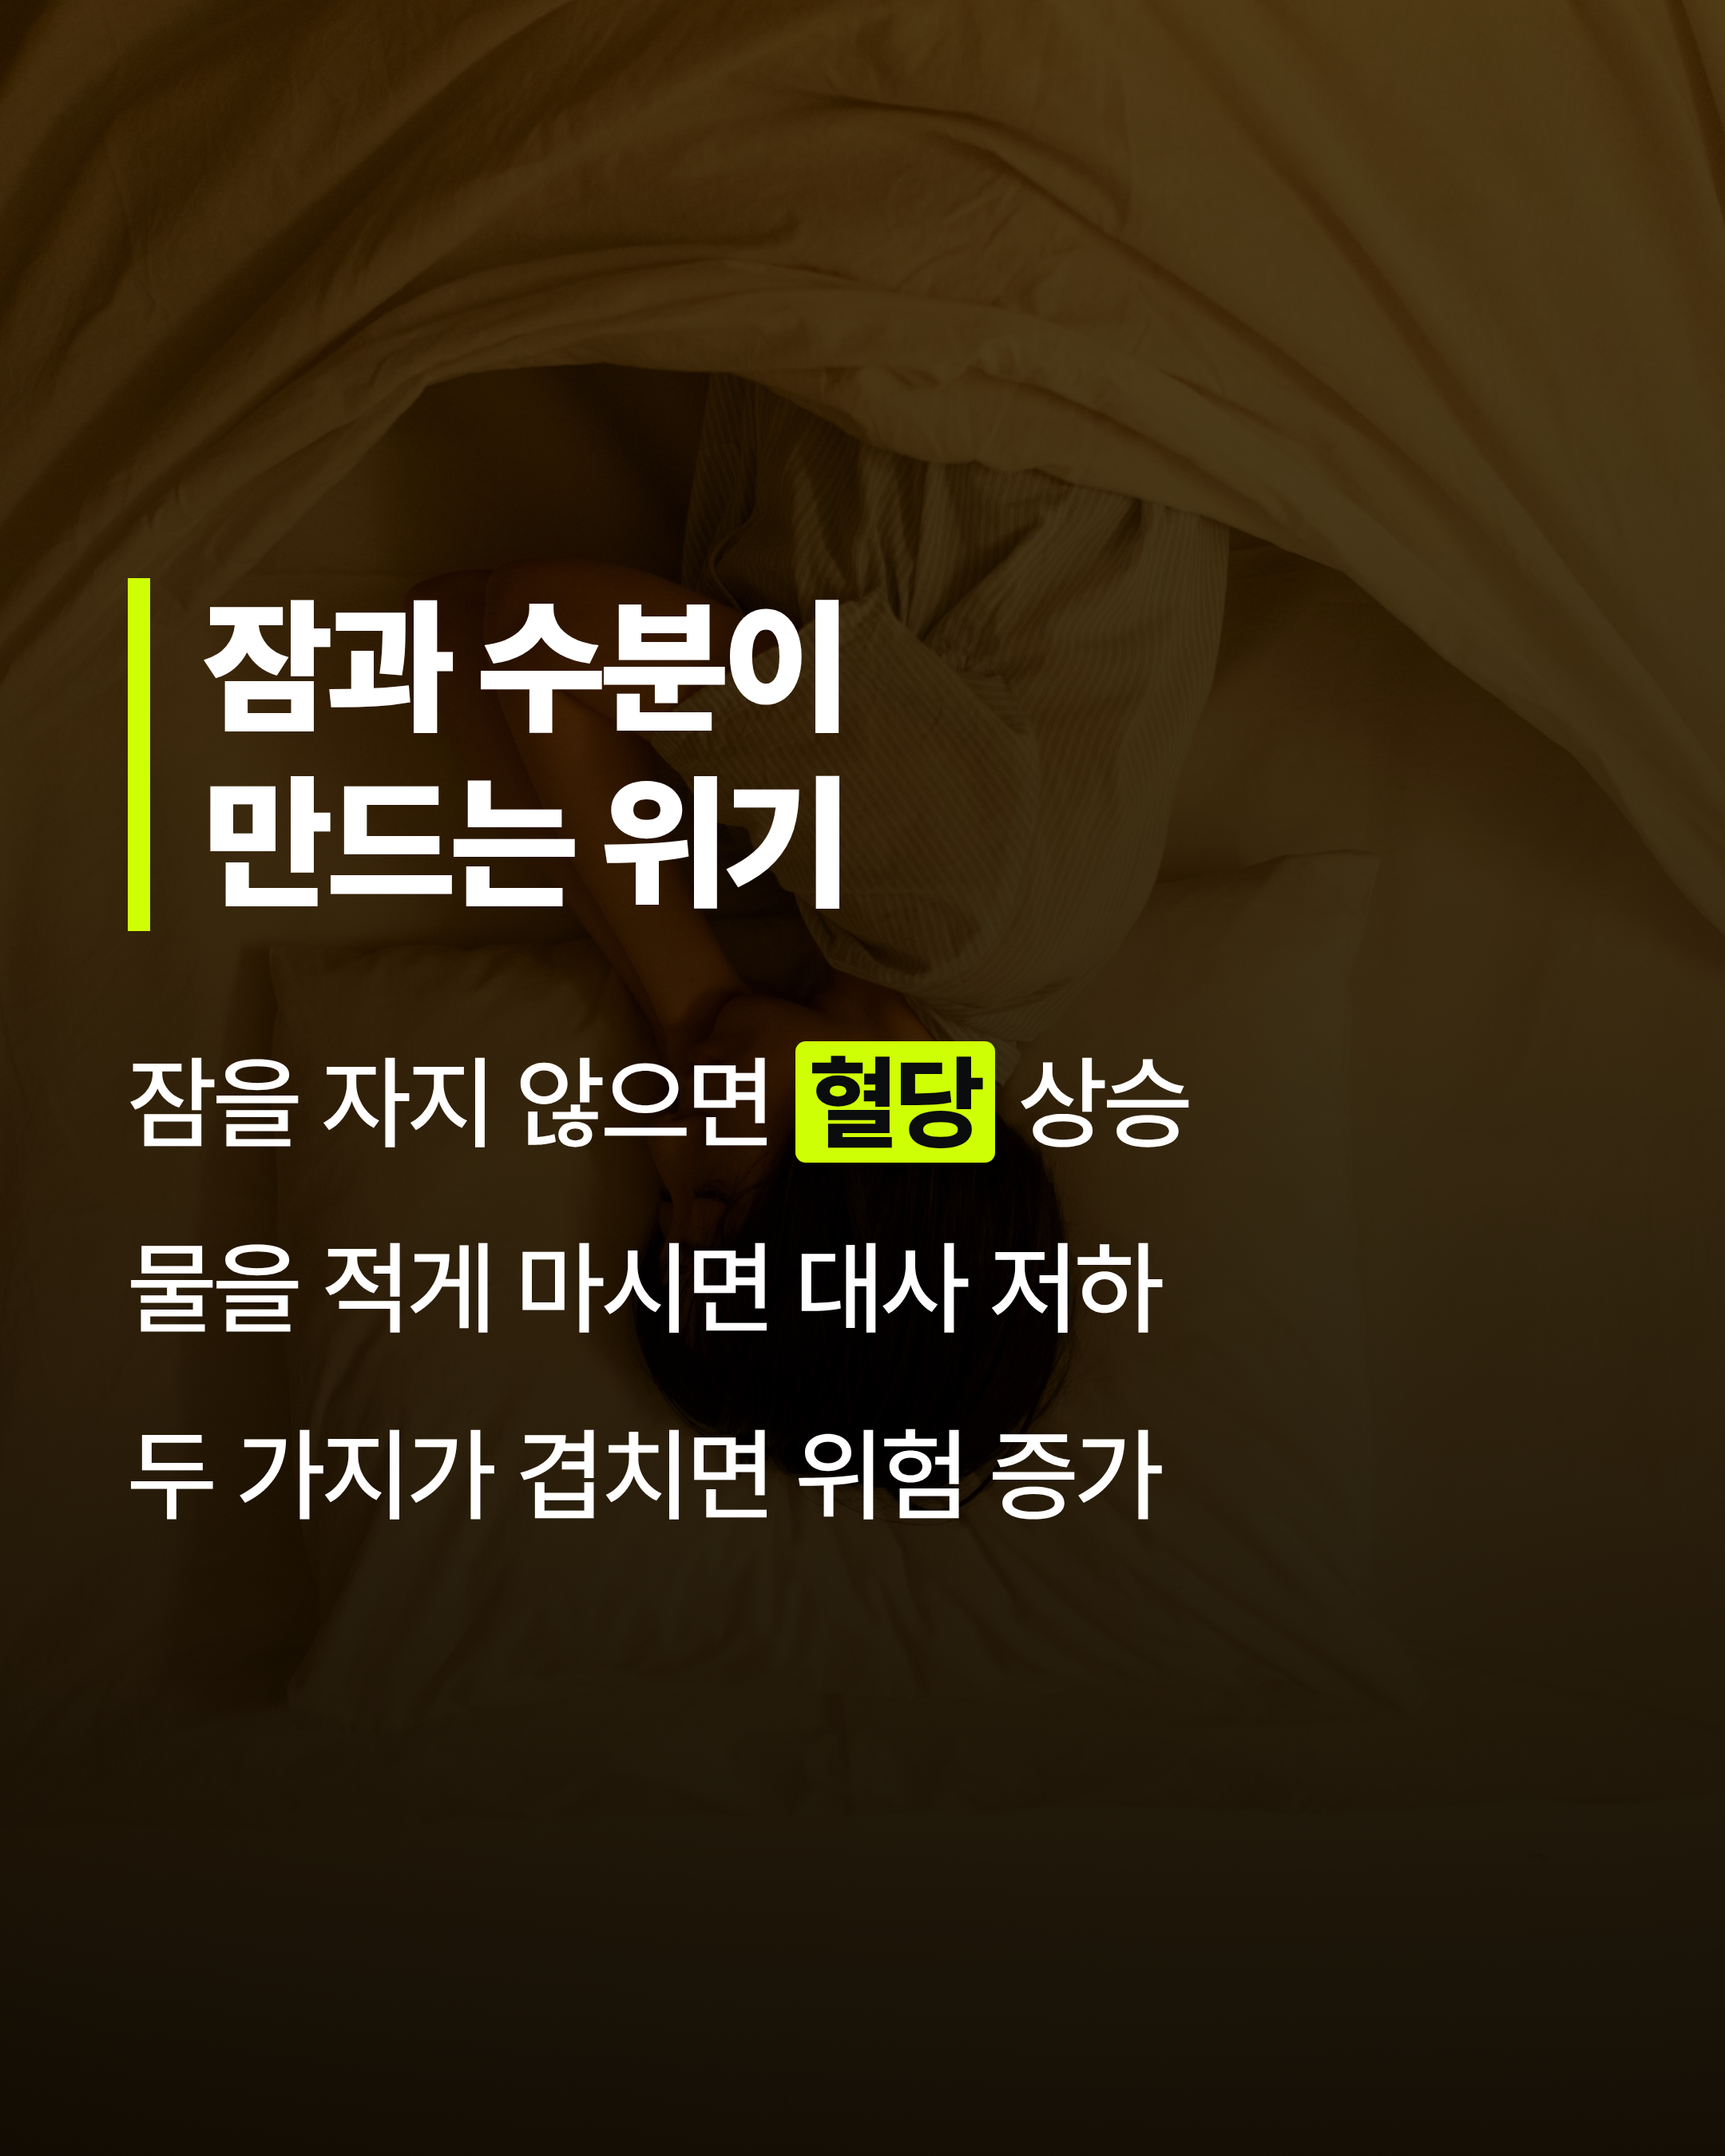 잠과 수분이
만드는 위기
잠을 자지 않으면 혈당 상승
물을 적게 마시면 대사 저하
두 가지가 겹치면 위험 증가